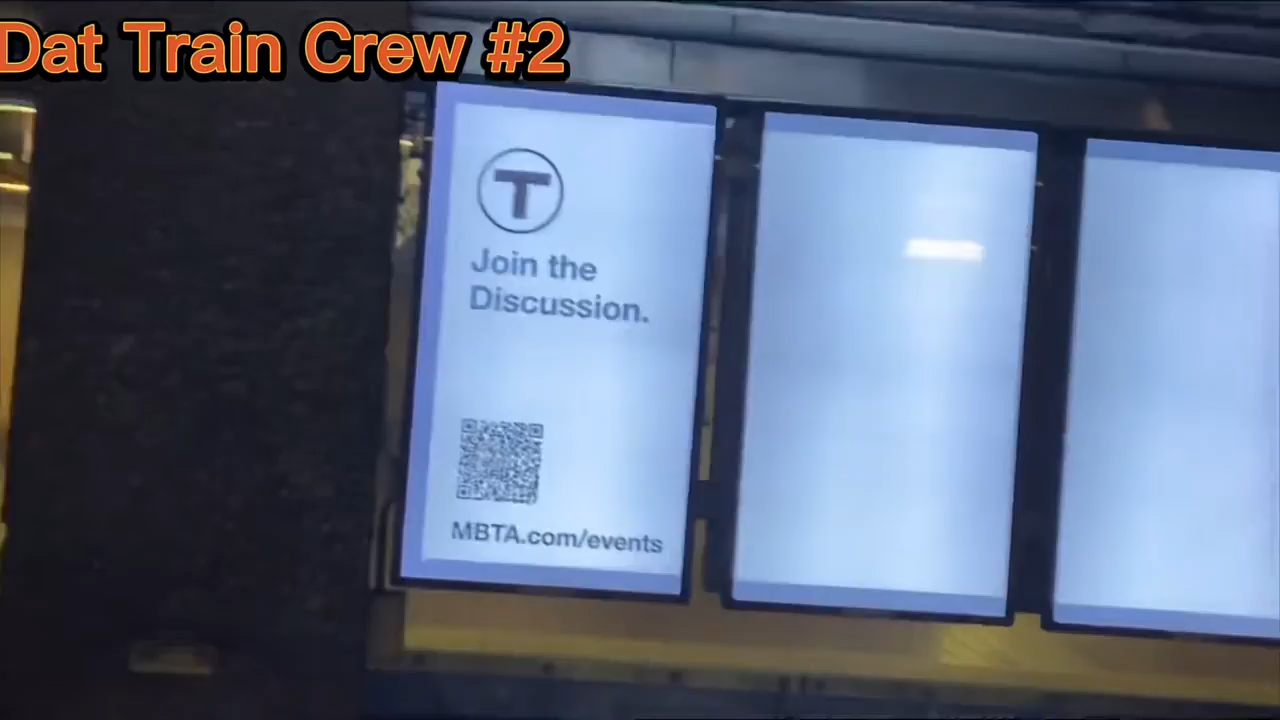 Dat Train Crew #2
T
Join the
Discussion.
MBTA.com/events